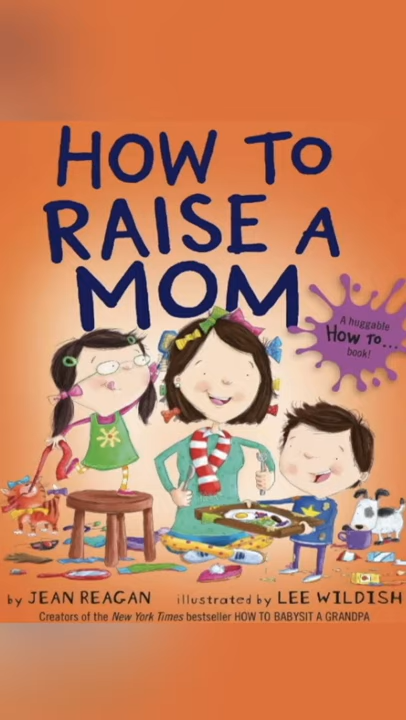 HOW TO
RAISE A
MOM
A huggable
HOW TO...
book!
by JEAN REAGAN illustrated by LEE WILDISH
Creators of the New York Times bestseller HOW TO BABYSIT A GRANDPA